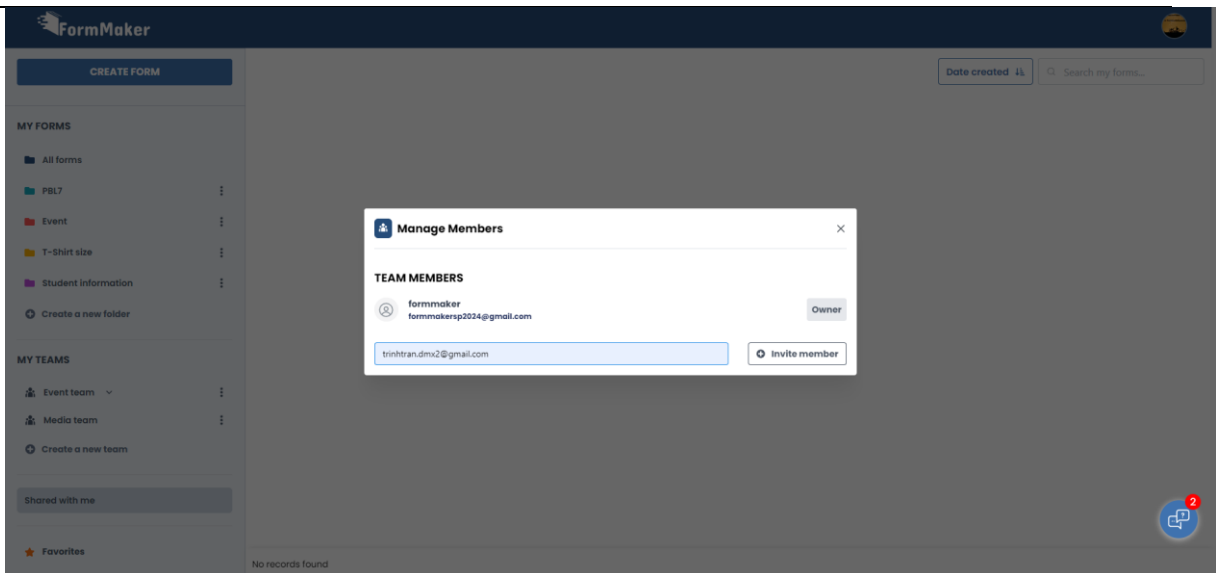 FormMaker
CREATE FORM
Date created
Search my forms...
MY FORMS
All forms
PBL7
Event
T-Shirt size
Student information
Create a new folder
MY TEAMS
Event team
Media team
Create a new team
Shared with me
Favorites
Manage Members
TEAM MEMBERS
formmaker
formmakersp2024@gmail.com
Owner
trinhtran.dmx2@gmail.com
Invite member
No records found
2